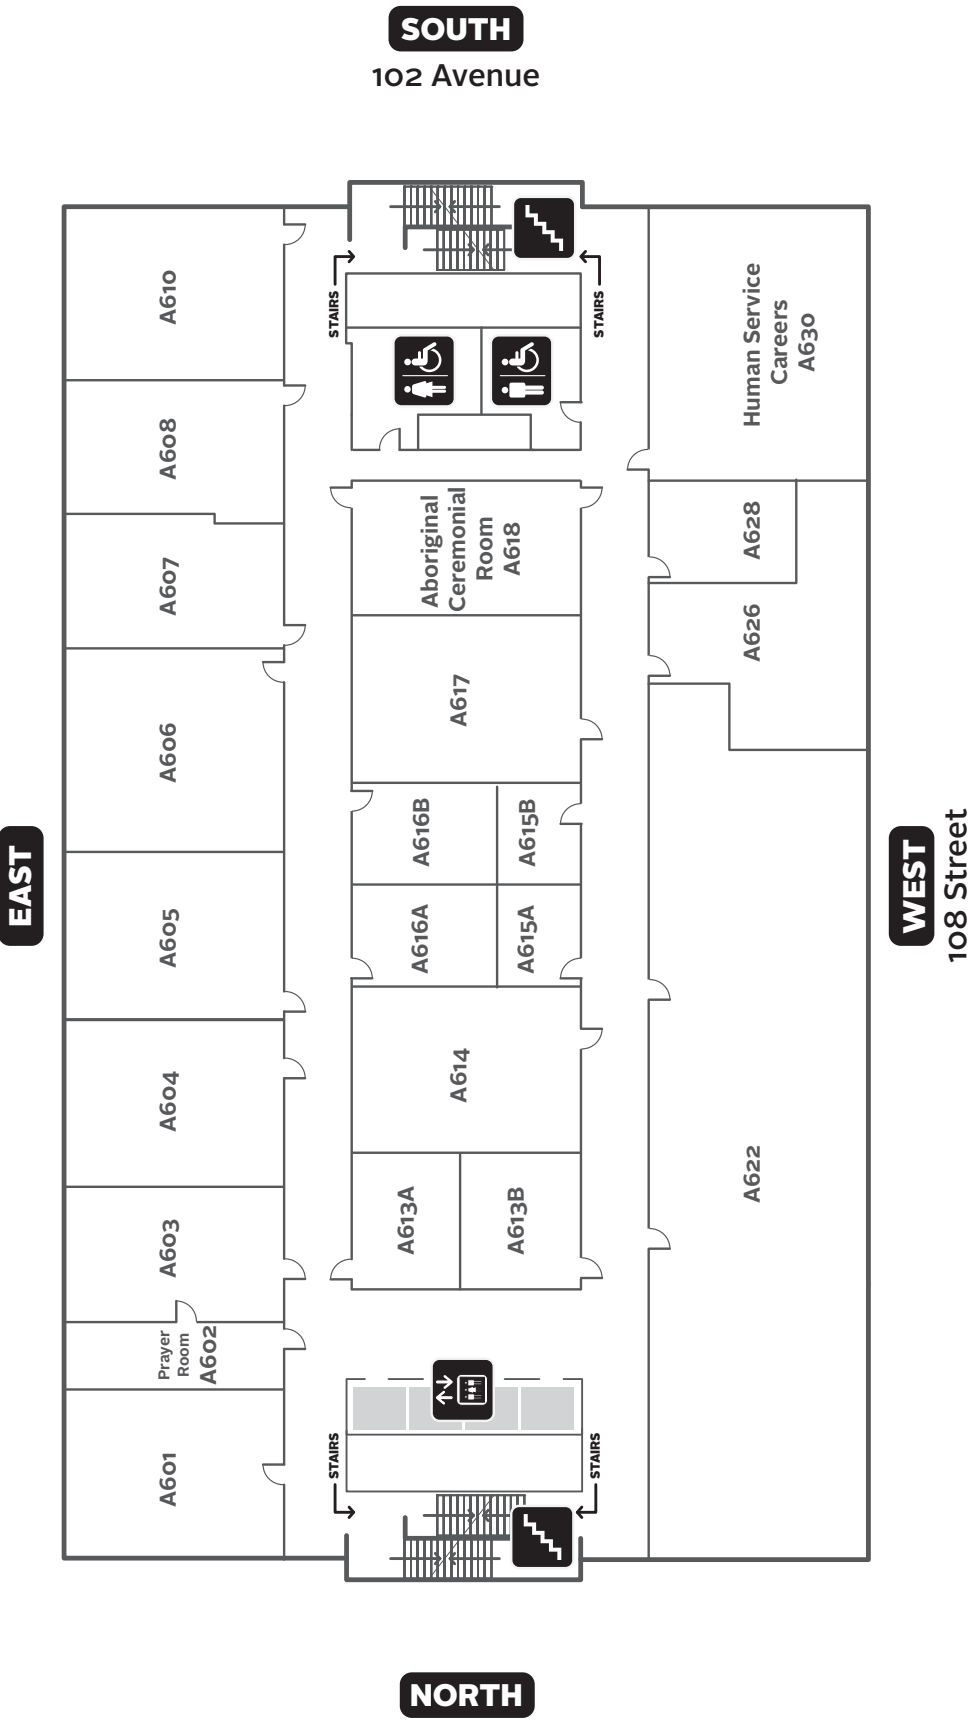 SOUTH
102 Avenue
STAIRS
STAIRS
A610
A608
A607
A606
A605
A604
A603
Prayer
Room
A602
A601
Aboriginal
Ceremonial
Room
A618
A617
A616B
A615B
A616A
A615A
A614
A613A
A613B
Human Service
Careers
A630
A628
A626
A622
EAST
WEST
108 Street
STAIRS
STAIRS
NORTH